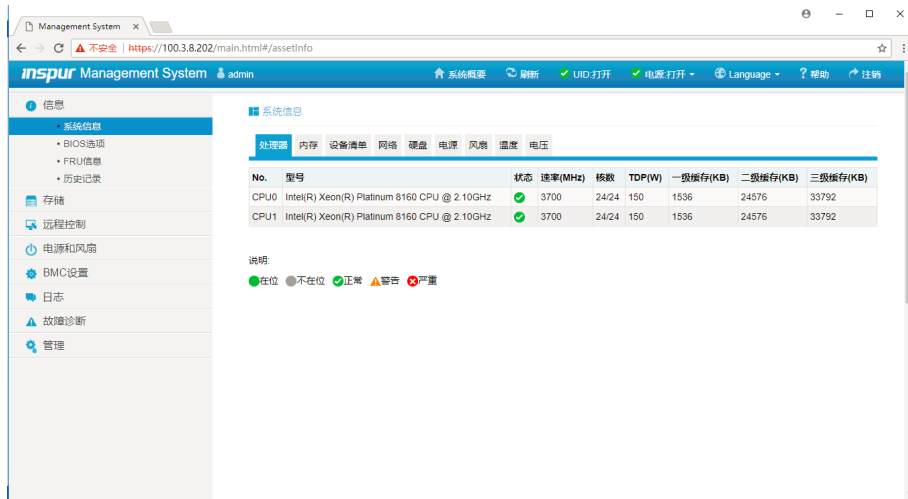 Management System
不安全 | https://100.3.8.202/main.html#/assetInfo
inspur Management System admin 系统概要 刷新 UID:打开 电源:打开 Language 帮助 注销
信息
• 系统信息
• BIOS选项
• FRU信息
• 历史记录
存储
远程控制
电源和风扇
BMC设置
日志
故障诊断
管理
系统信息
处理器 内存 设备清单 网络 硬盘 电源 风扇 温度 电压
No. 型号 状态 速率(MHz) 核数 TDP(W) 一级缓存(KB) 二级缓存(KB) 三级缓存(KB)
CPU0 Intel(R) Xeon(R) Platinum 8160 CPU @ 2.10GHz 3700 24/24 150 1536 24576 33792
CPU1 Intel(R) Xeon(R) Platinum 8160 CPU @ 2.10GHz 3700 24/24 150 1536 24576 33792
说明:
在位 不在位 正常 警告 严重